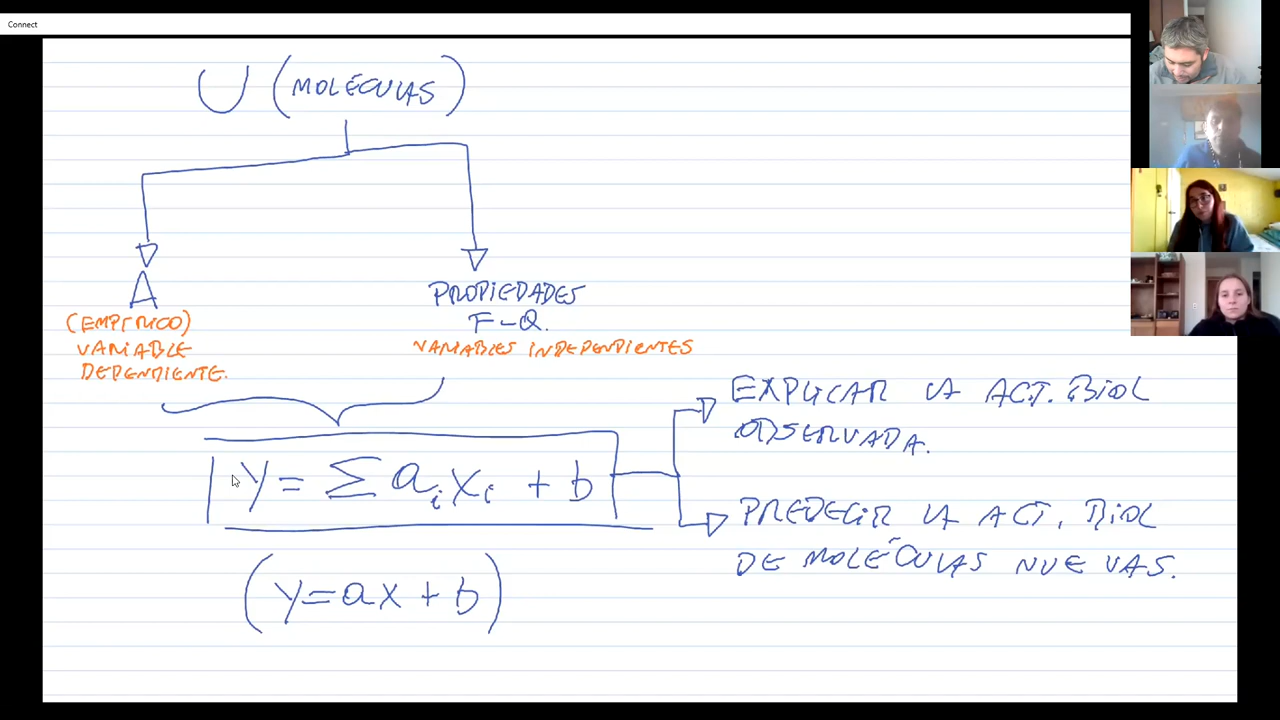 Connect
U (MOLÉCULAS)
A
(EMPÍRICO)
VARIABLE
DEPENDIENTE.
PROPIEDADES
F-Q.
VARIABLES INDEPENDIENTES
Y = Σ aᵢxᵢ + b
(Y=ax+b)
EXPLICAR LA ACT. BIOL
OBSERVADA.
PREDECIR LA ACT. BIOL
DE MOLÉCULAS NUEVAS.